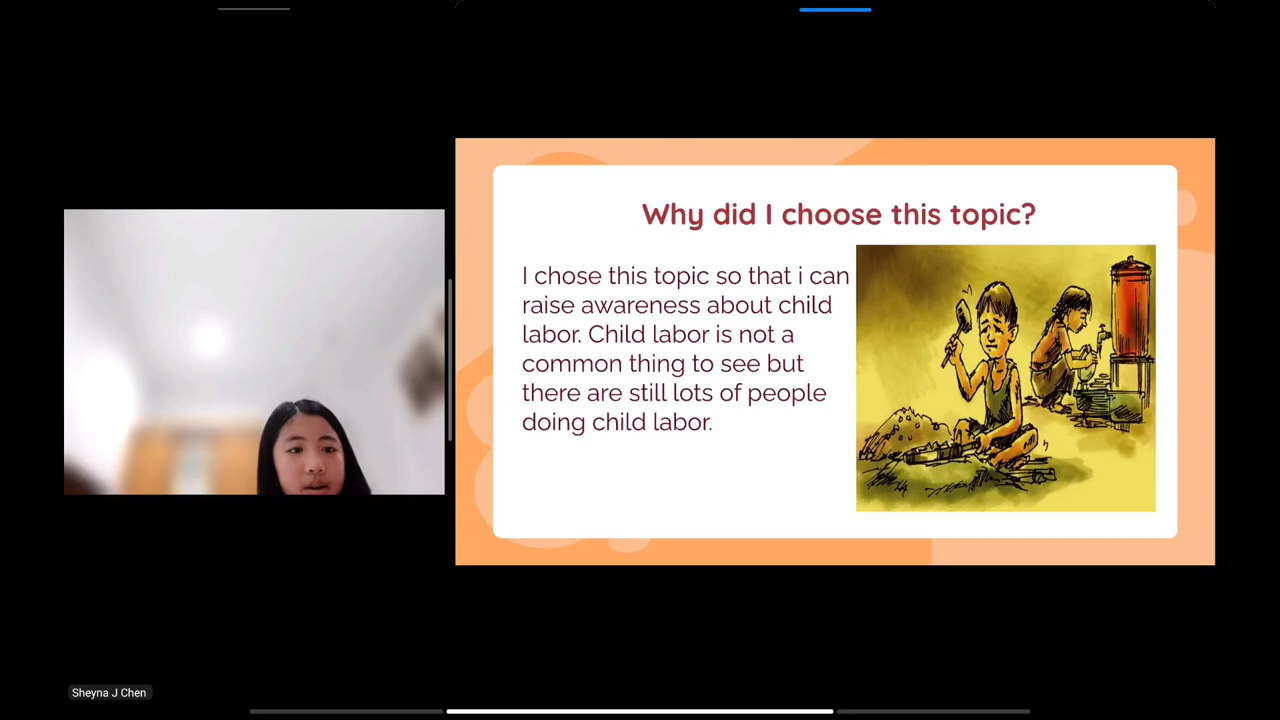 Why did I choose this topic?
I chose this topic so that i can
raise awareness about child
labor. Child labor is not a
common thing to see but
there are still lots of people
doing child labor.
Sheyna J Chen